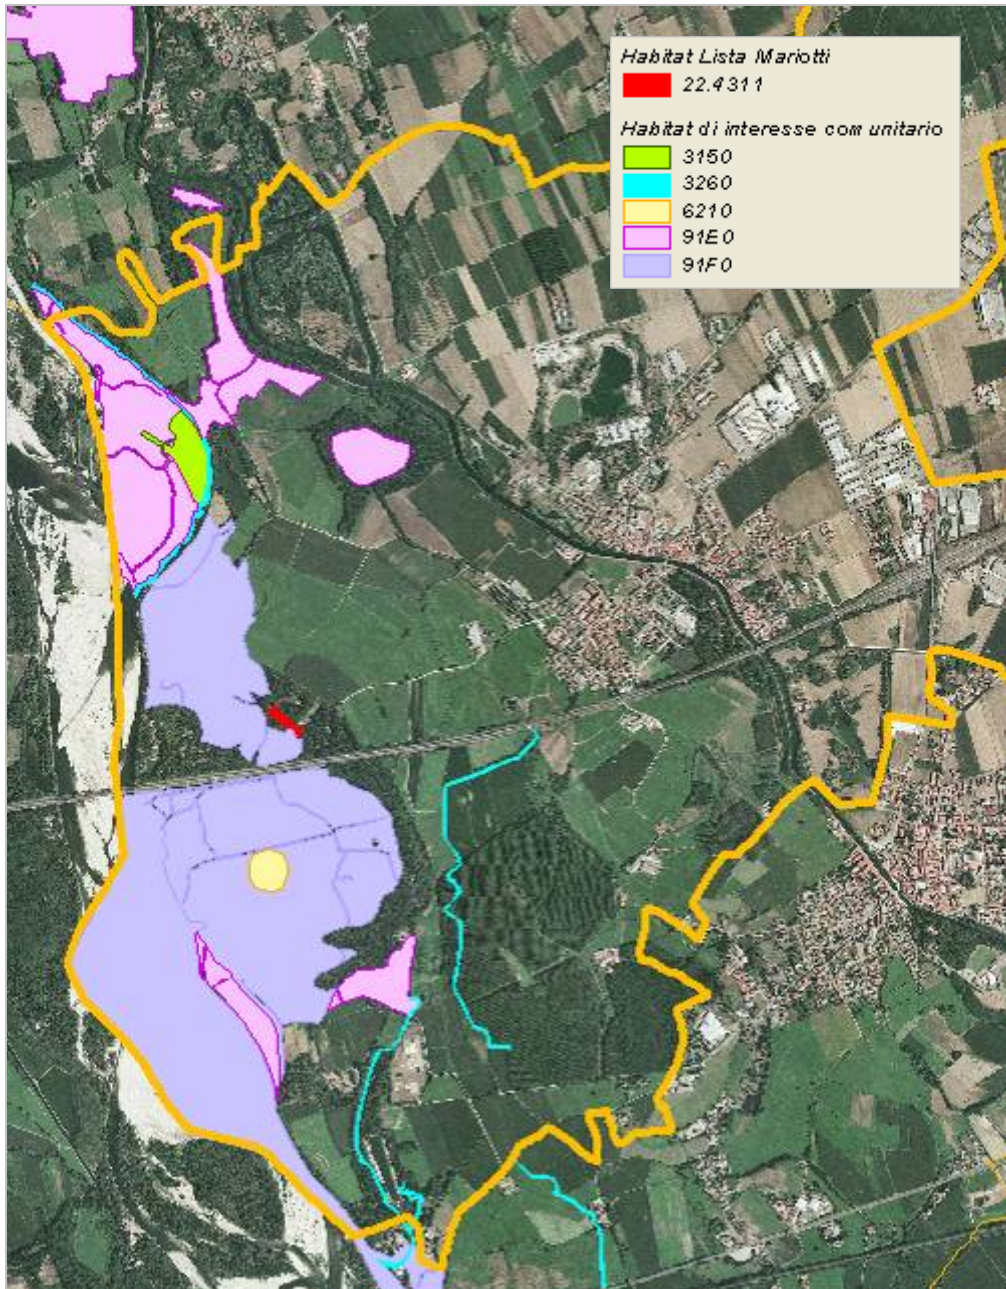 Habitat Lista Mariotti
22.4311
Habitat di interesse comunitario
3150
3260
6210
91E0
91F0